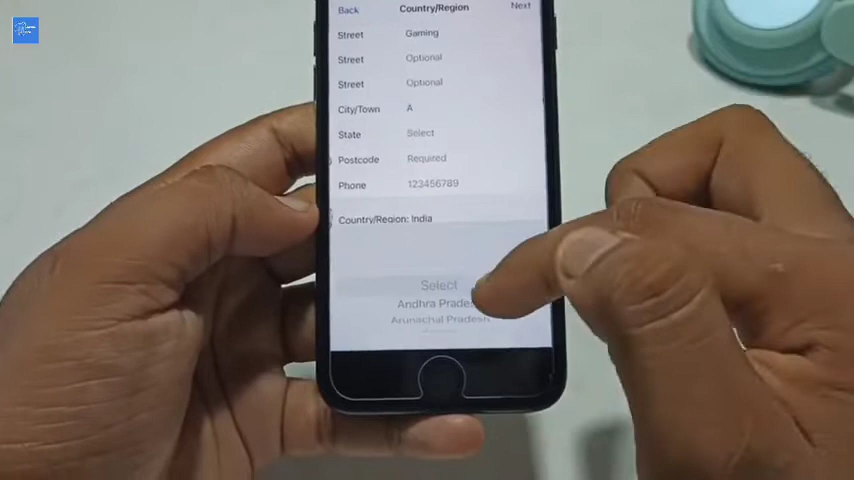 Back Country/Region Next
Street Gaming
Street Optional
Street Optional
City/Town A
State Select
Postcode Required
Phone 123456789
Country/Region: India
Select
Andhra Prade
Arunachal Pradesh